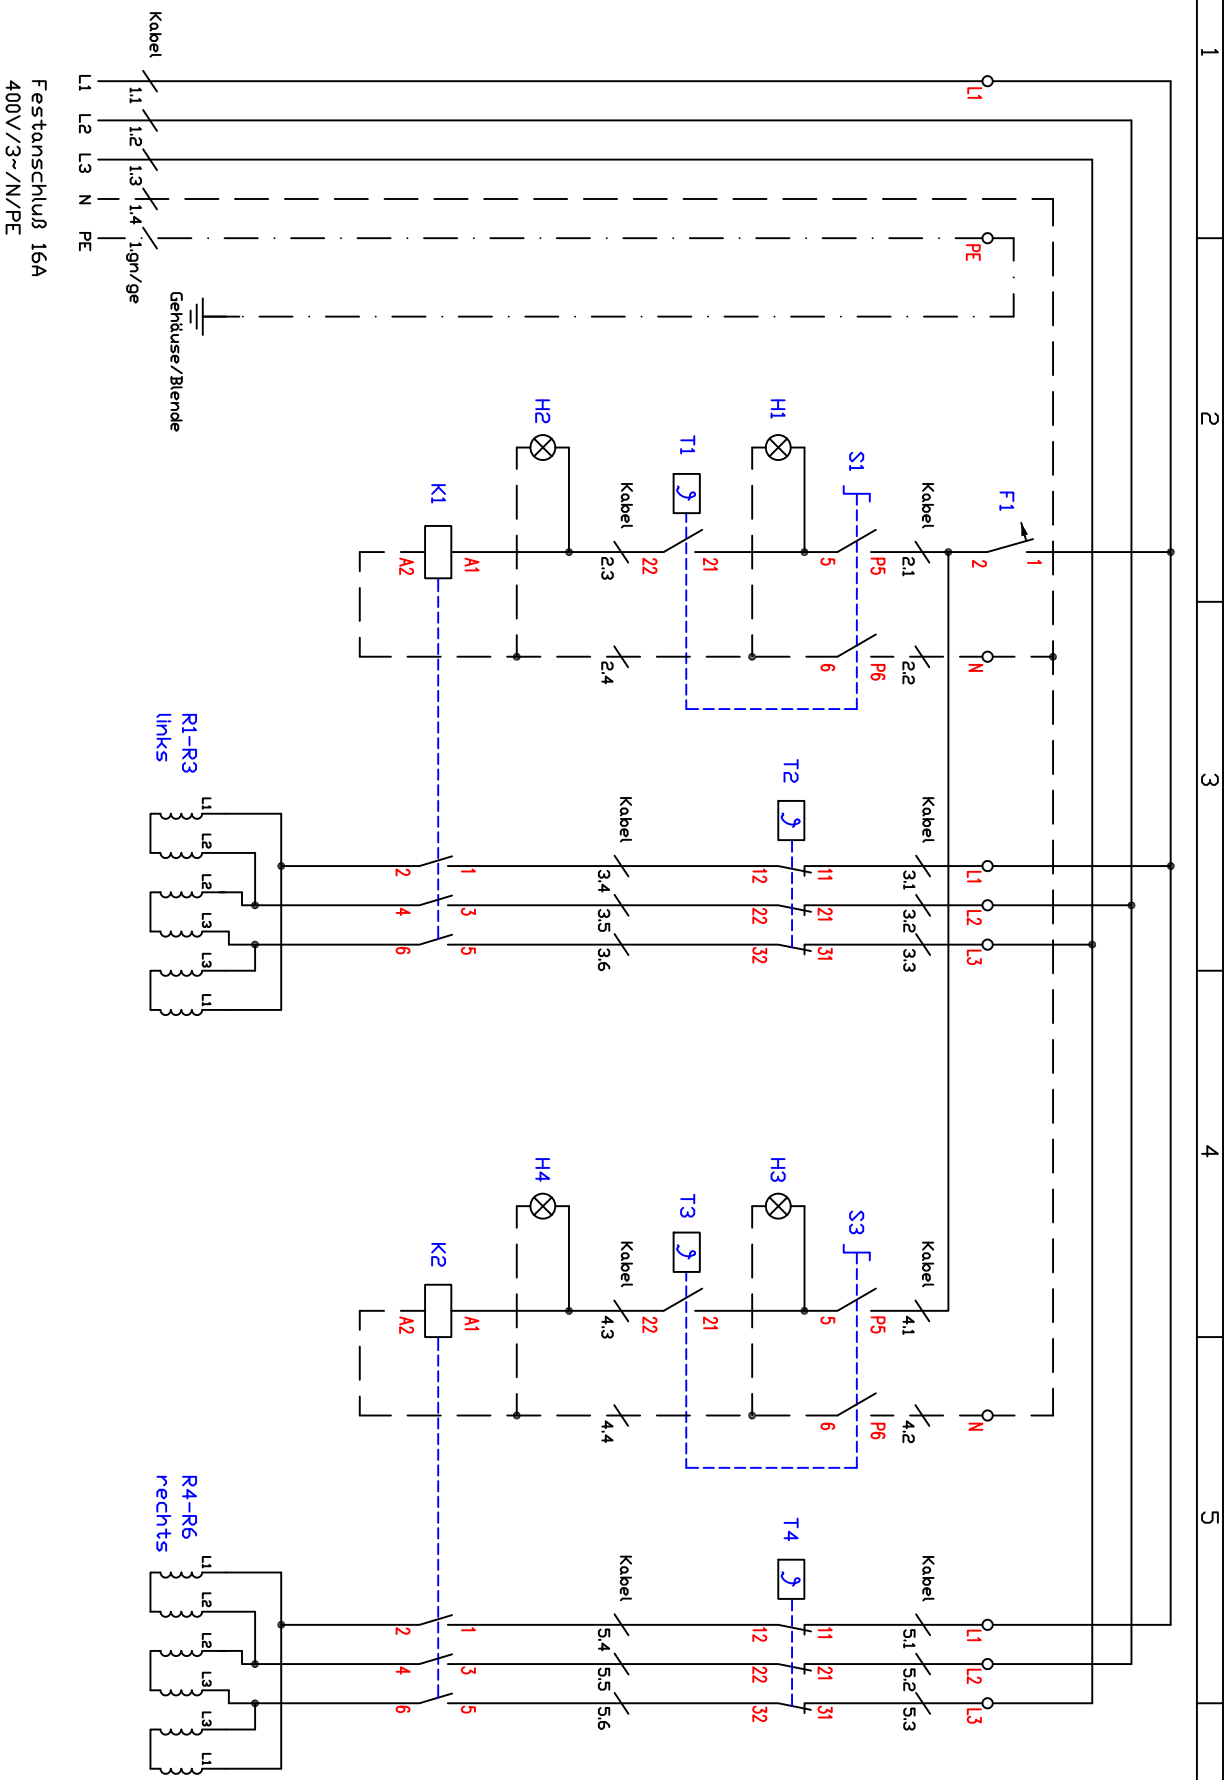 1
2
3
4
5
L1
PE
Kabel
1.1
1.2
1.3
1.4
1.gn/ge
L1
L2
L3
N
PE
Festanschluß 16A
400V/3~/N/PE
Gehäuse/Blende
F1
1
2
Kabel
2.1
2.2
N
S1
P5
5
P6
6
H1
T1
21
22
Kabel
2.3
2.4
H2
K1
A1
A2
L1
L2
L3
Kabel
3.1
3.2
3.3
T2
11
12
21
22
31
32
Kabel
3.4
3.5
3.6
1
2
3
4
5
6
R1-R3
links
L1
L2
L2
L3
L3
L1
Kabel
4.1
4.2
N
S3
P5
5
P6
6
H3
T3
21
22
Kabel
4.3
4.4
H4
K2
A1
A2
L1
L2
L3
Kabel
5.1
5.2
5.3
T4
11
12
21
22
31
32
Kabel
5.4
5.5
5.6
1
2
3
4
5
6
R4-R6
rechts
L1
L2
L2
L3
L3
L1